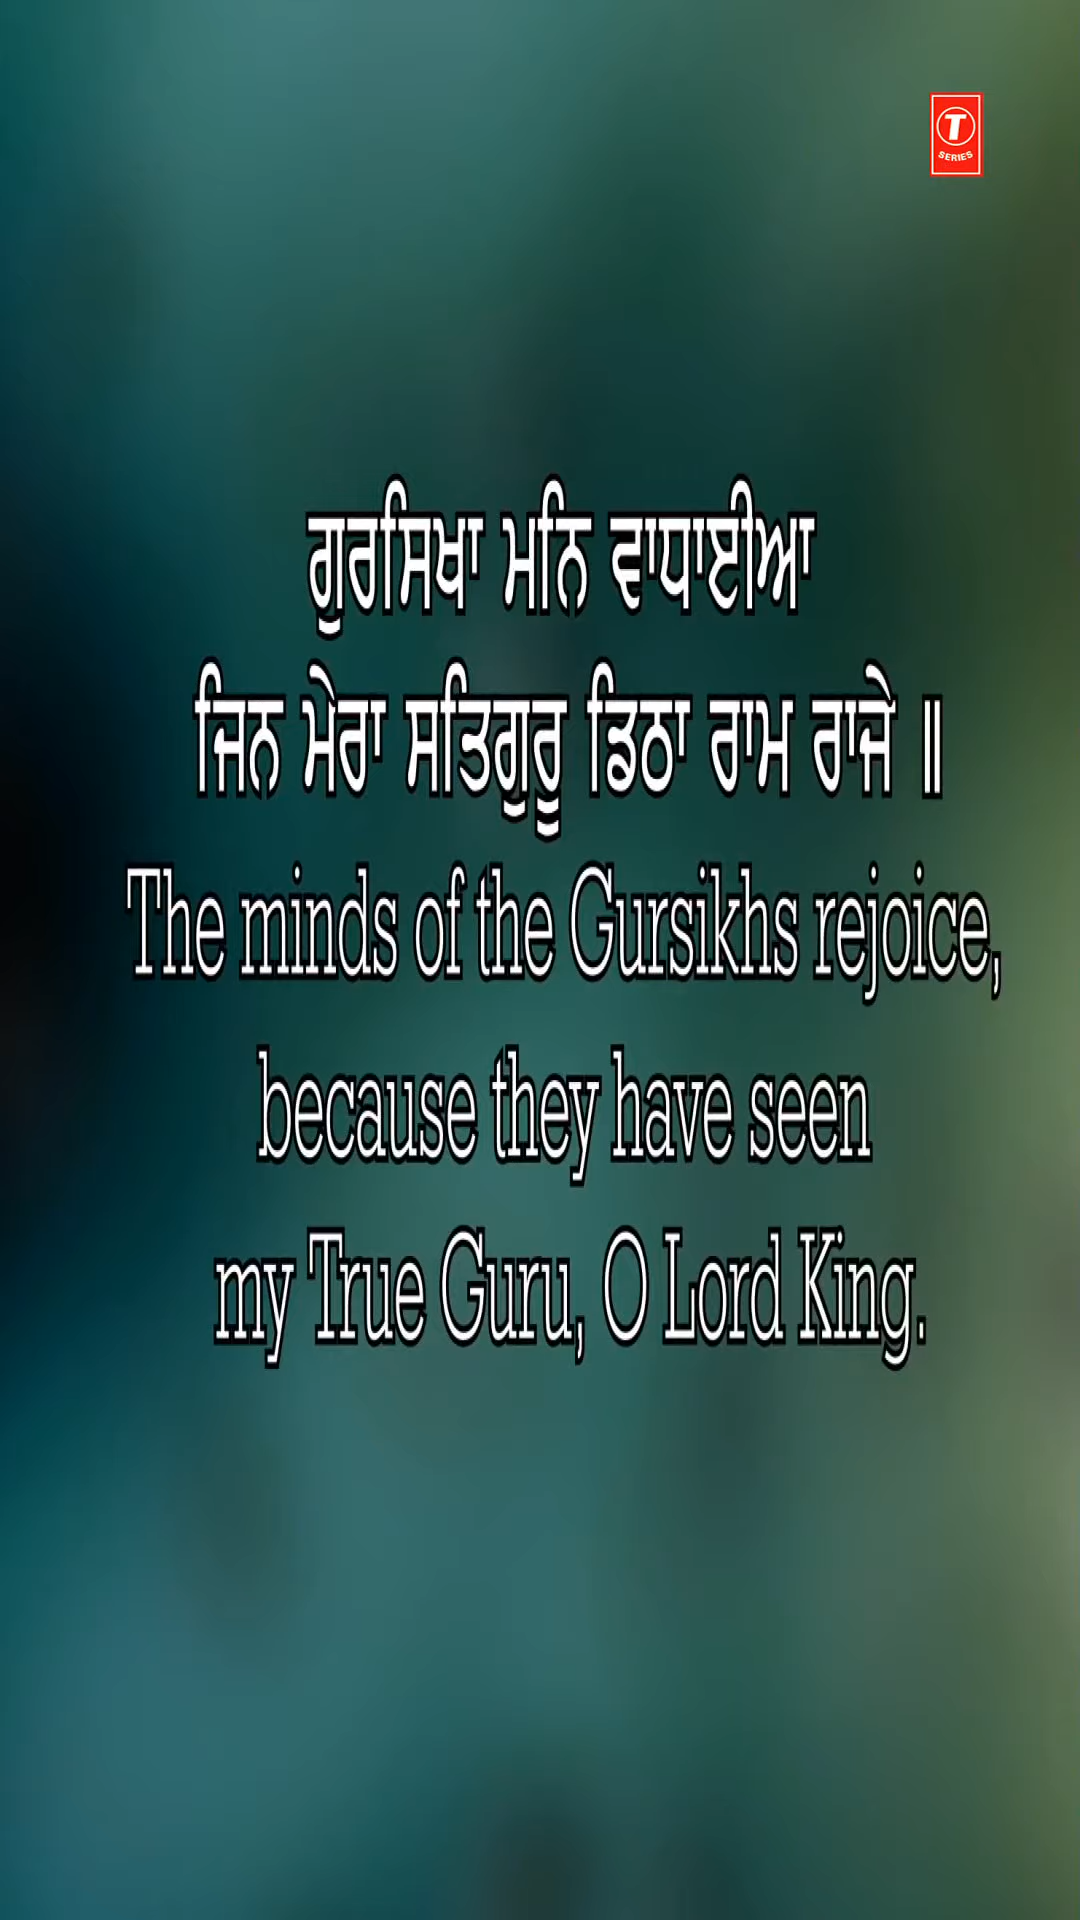 T
SERIES
ਗੁਰਸਿਖਾ ਮਨਿ ਵਾਧਾਈਆ
ਜਿਨ ਮੇਰਾ ਸਤਿਗੁਰੂ ਡਿਠਾ ਰਾਮ ਰਾਜੇ ॥
The minds of the Gursikhs rejoice,
because they have seen
my True Guru, O Lord King.